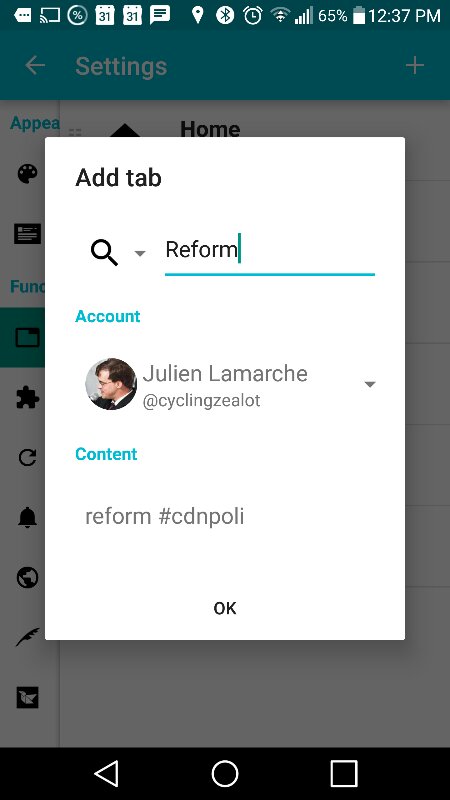 31 31 65% 12:37 PM
Settings
Appea
Home
Add tab
Reform
Func
Account
Julien Lamarche
@cyclingzealot
Content
reform #cdnpoli
OK